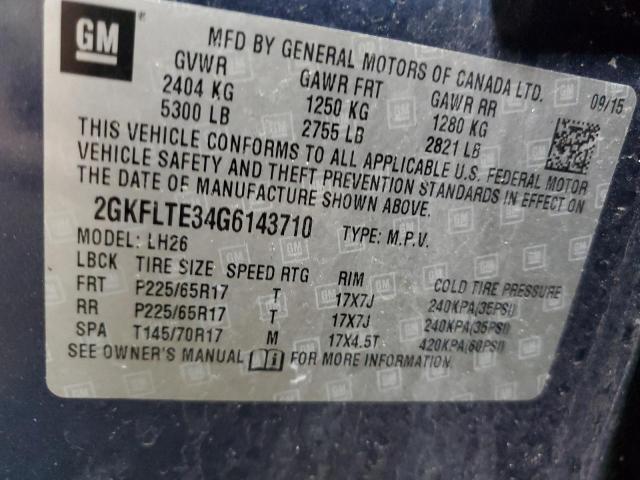 GM
MFD BY GENERAL MOTORS OF CANADA LTD.
GVWR GAWR FRT GAWR RR 09/15
2404 KG 1250 KG 1280 KG
5300 LB 2755 LB 2821 LB
THIS VEHICLE CONFORMS TO ALL APPLICABLE U.S. FEDERAL MOTOR
VEHICLE SAFETY AND THEFT PREVENTION STANDARDS IN EFFECT ON
THE DATE OF MANUFACTURE SHOWN ABOVE.
2GKFLTE34G6143710 TYPE: M.P.V.
MODEL: LH26
LBCK TIRE SIZE SPEED RTG RIM COLD TIRE PRESSURE
FRT P225/65R17 T 17X7J 240KPA(35PSI)
RR P225/65R17 T 17X7J 240KPA(35PSI)
SPA T145/70R17 M 17X4.5T 420KPA(60PSI)
SEE OWNER'S MANUAL FOR MORE INFORMATION.